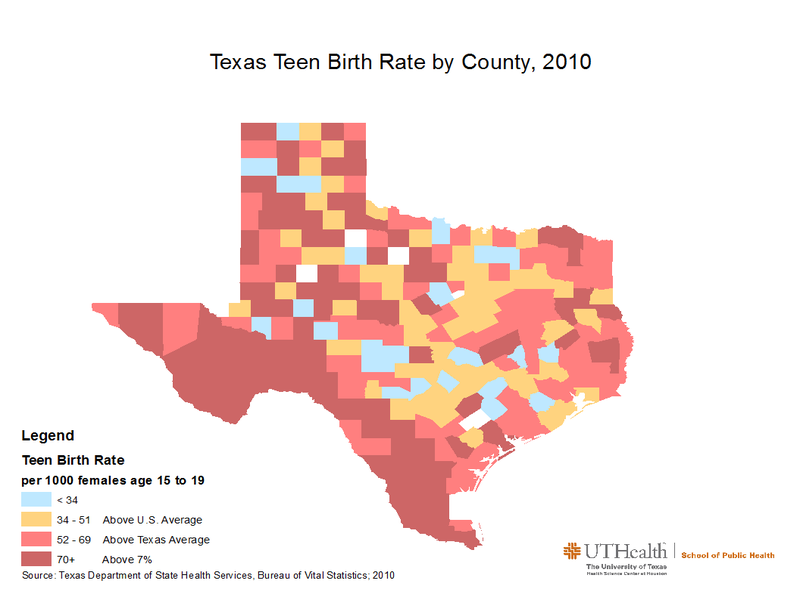 Texas Teen Birth Rate by County, 2010
Legend
Teen Birth Rate
per 1000 females age 15 to 19
< 34
34 - 51 Above U.S. Average
52 - 69 Above Texas Average
70+ Above 7%
Source: Texas Department of State Health Services, Bureau of Vital Statistics; 2010
UTHealth™ School of Public Health
The University of Texas
Health Science Center at Houston